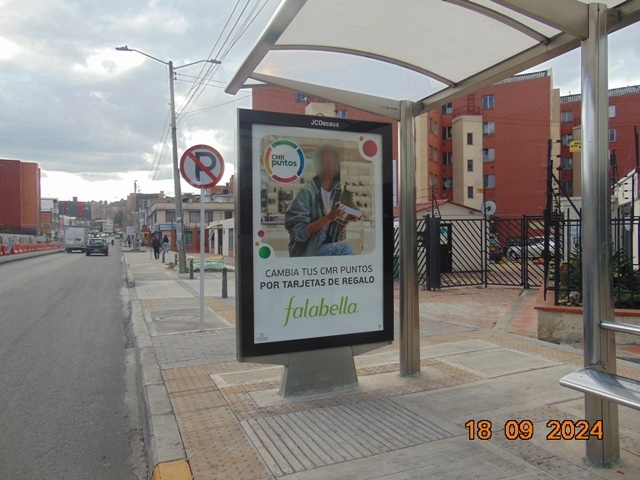 JCDecaux
CMR
puntos
CAMBIA TUS CMR PUNTOS
POR TARJETAS DE REGALO
falabella
P
18 09 2024